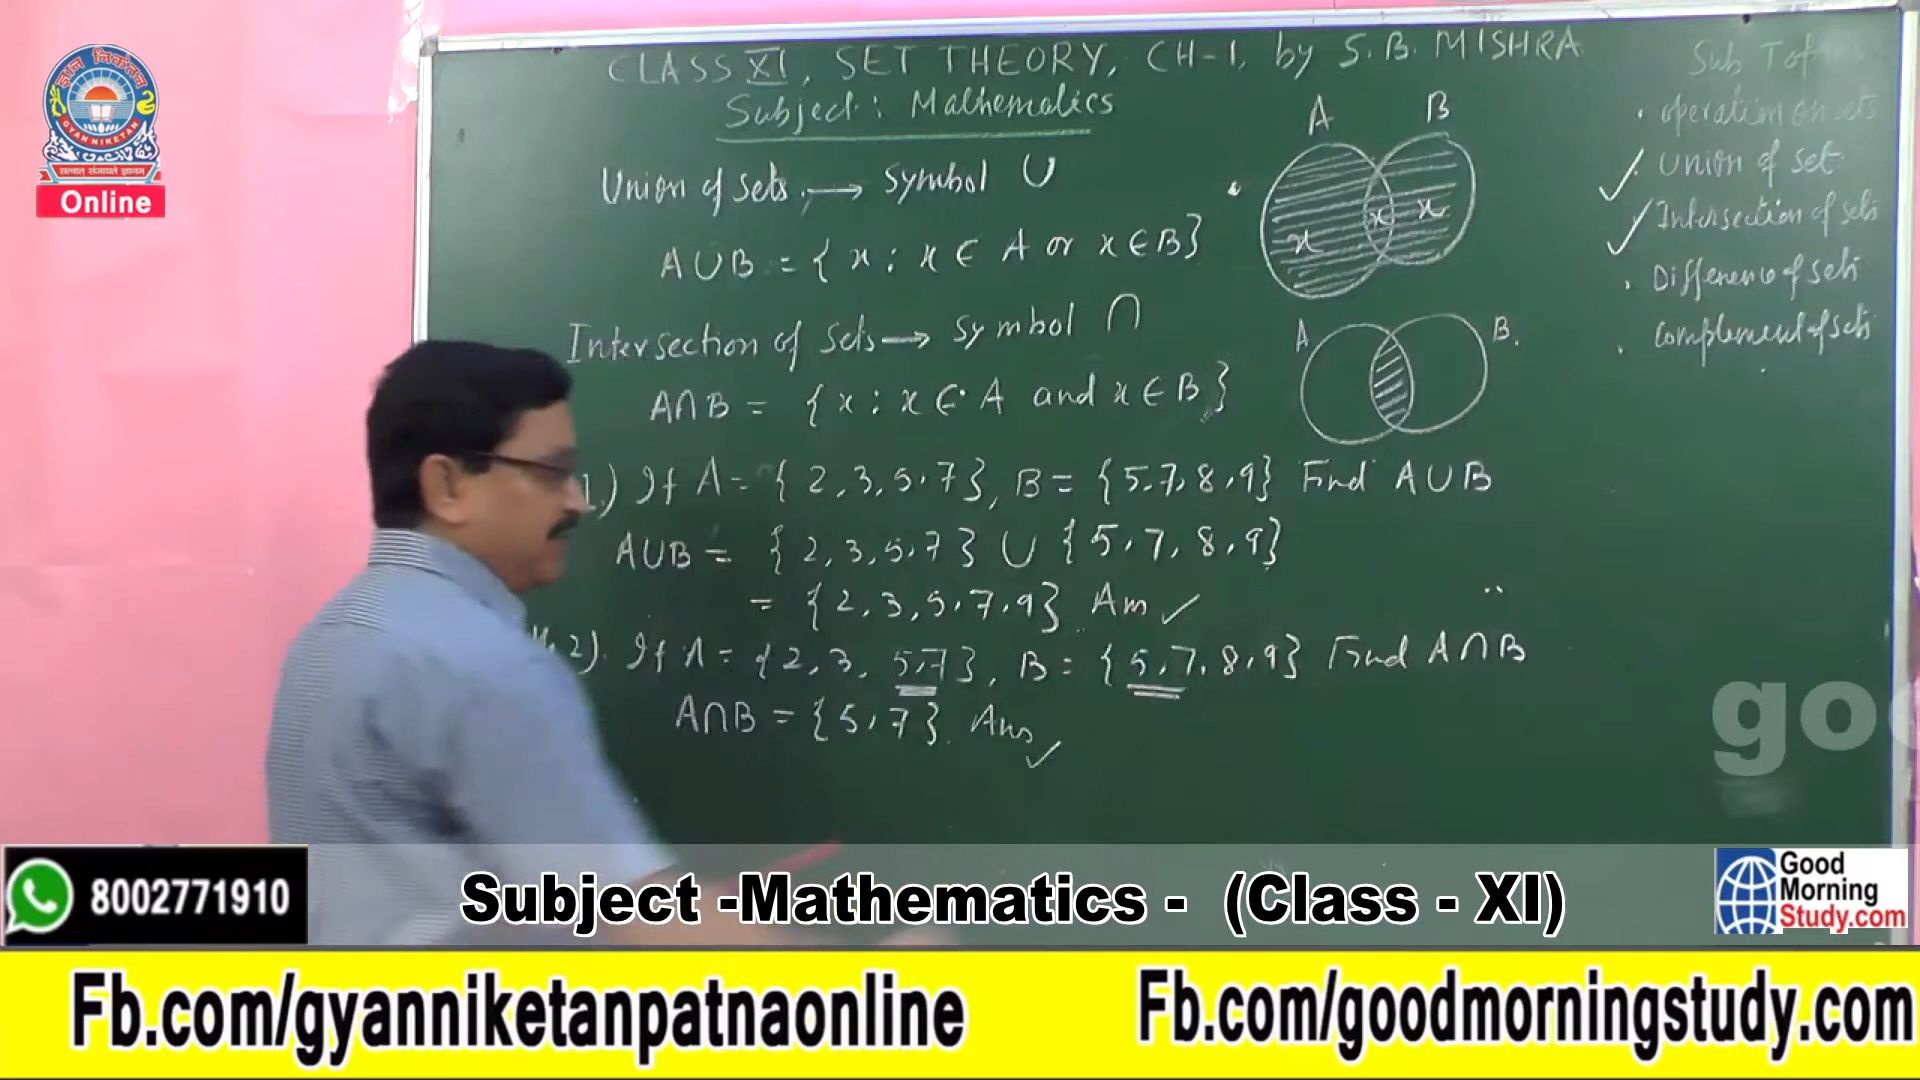 ज्ञान निकेतन
GYAN NIKETAN
Online
CLASS XI, SET THEORY, CH-1, by S.B. MISHRA
Subject: Mathematics
Union of sets, → Symbol ∪
A∪B = { x : x ∈ A or x ∈ B}
Intersection of Sets → Symbol ∩
A∩B = { x : x ∈ A and x ∈ B}
1.) If A = { 2, 3, 5, 7}, B = {5, 7, 8, 9} Find A∪B
A∪B = { 2, 3, 5, 7 } ∪ { 5, 7, 8, 9}
= {2, 3, 5, 7, 9} Ans ✓
2). If A = {2, 3, 5, 7}, B = {5, 7, 8, 9} Find A∩B
A∩B = {5, 7}. Ans ✓
A B
x x x
A B.
Sub Topics
. operation on sets
✓ Union of set
✓ Intersection of sets
. Difference of sets
. Complement of sets
go
8002771910
Subject -Mathematics - (Class - XI)
Good
Morning
Study.com
Fb.com/gyanniketanpatnaonline
Fb.com/goodmorningstudy.com